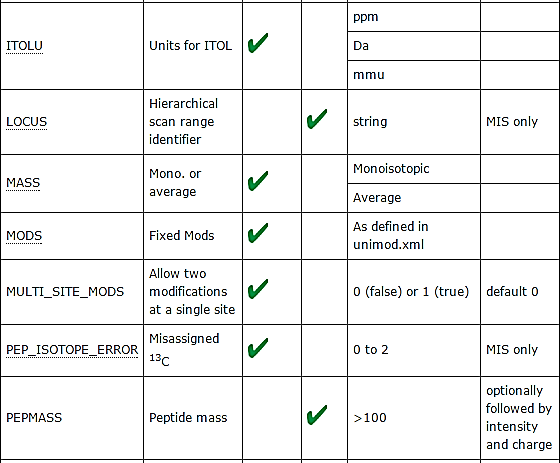 ITOLU
Units for ITOL
ppm
Da
mmu
LOCUS
Hierarchical
scan range
identifier
string
MIS only
MASS
Mono. or
average
Monoisotopic
Average
MODS
Fixed Mods
As defined in
unimod.xml
MULTI_SITE_MODS
Allow two
modifications
at a single site
0 (false) or 1 (true)
default 0
PEP_ISOTOPE_ERROR
Misassigned
13C
0 to 2
MIS only
PEPMASS
Peptide mass
>100
optionally
followed by
intensity
and charge